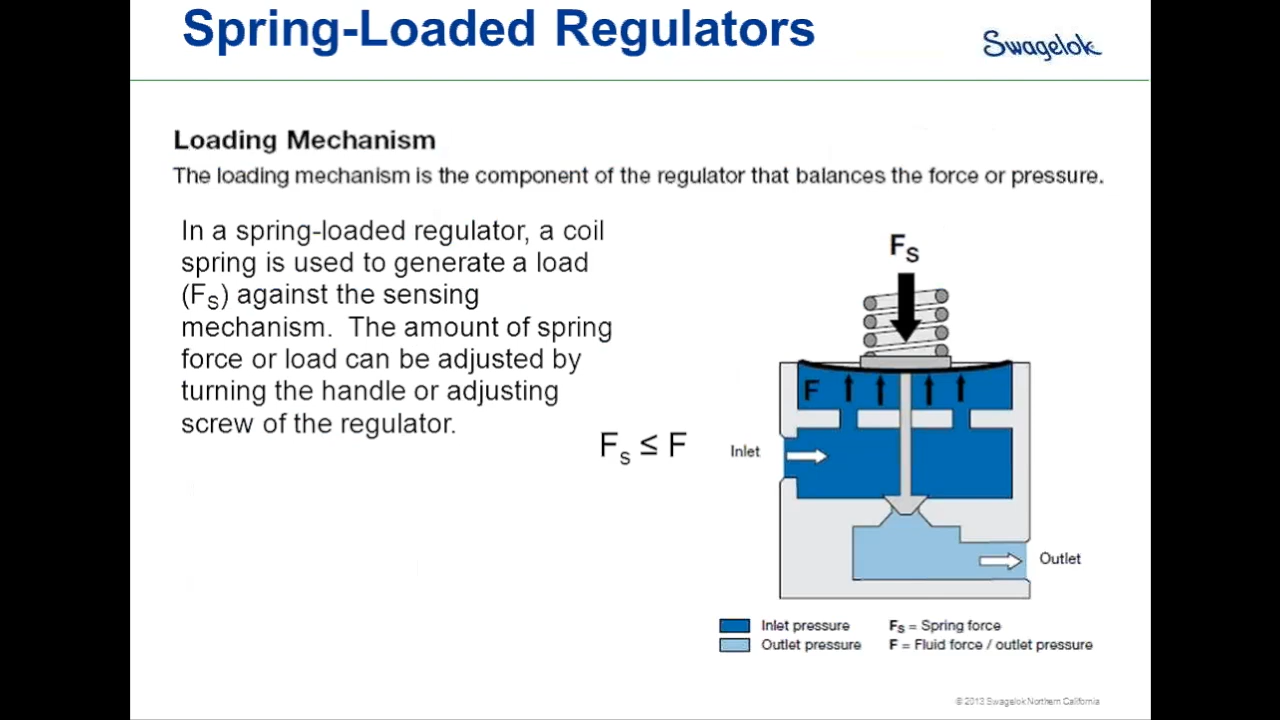 Spring-Loaded Regulators
Swagelok
Loading Mechanism
The loading mechanism is the component of the regulator that balances the force or pressure.
In a spring-loaded regulator, a coil
spring is used to generate a load
(Fs) against the sensing
mechanism. The amount of spring
force or load can be adjusted by
turning the handle or adjusting
screw of the regulator.
Fs ≤ F
Fs
F
Inlet
Outlet
Inlet pressure
Outlet pressure
Fs = Spring force
F = Fluid force / outlet pressure
© 2013 Swagelok Northern California